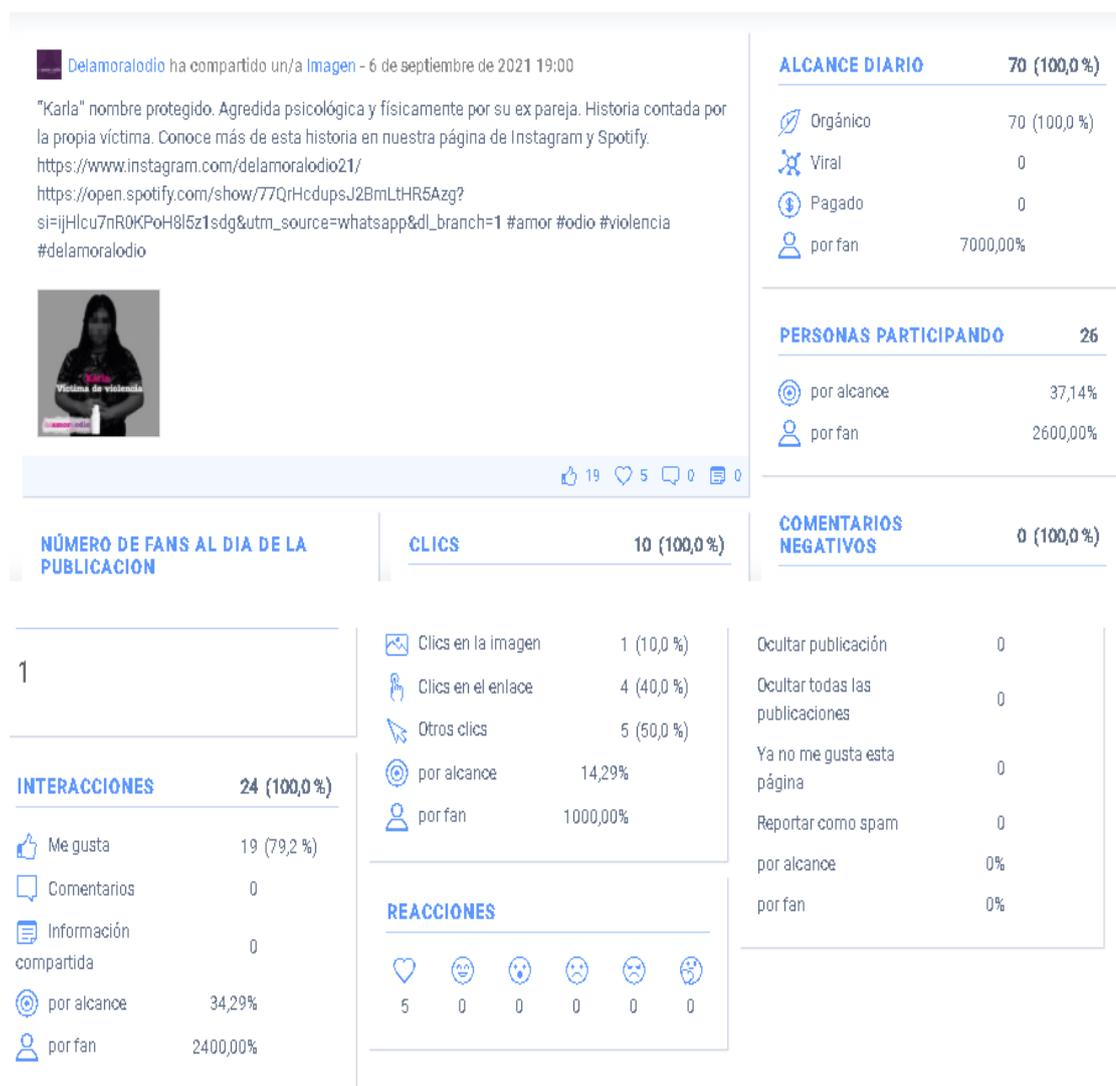 Delamoralodio ha compartido un/a Imagen - 6 de septiembre de 2021 19:00
"Karla" nombre protegido. Agredida psicológica y físicamente por su ex pareja. Historia contada por
la propia víctima. Conoce más de esta historia en nuestra página de Instagram y Spotify.
https://www.instagram.com/delamoralodio21/
https://open.spotify.com/show/77QrHcdupsJ2BmLtHR5Azg?
si=ijHlcu7nR0KPoH8l5z1sdg&utm_source=whatsapp&dl_branch=1 #amor #odio #violencia
#delamoralodio
Karla
Víctima de violencia
delamoralodio
19 5 0 0
ALCANCE DIARIO 70 (100,0 %)
Orgánico 70 (100,0 %)
Viral 0
Pagado 0
por fan 7000,00%
PERSONAS PARTICIPANDO 26
por alcance 37,14%
por fan 2600,00%
COMENTARIOS
NEGATIVOS 0 (100,0 %)
NÚMERO DE FANS AL DIA DE LA
PUBLICACION
CLICS 10 (100,0 %)
1
INTERACCIONES 24 (100,0 %)
Me gusta 19 (79,2 %)
Comentarios 0
Información
compartida 0
por alcance 34,29%
por fan 2400,00%
Clics en la imagen 1 (10,0 %)
Clics en el enlace 4 (40,0 %)
Otros clics 5 (50,0 %)
por alcance 14,29%
por fan 1000,00%
REACCIONES
5 0 0 0 0 0
Ocultar publicación 0
Ocultar todas las
publicaciones 0
Ya no me gusta esta
página 0
Reportar como spam 0
por alcance 0%
por fan 0%